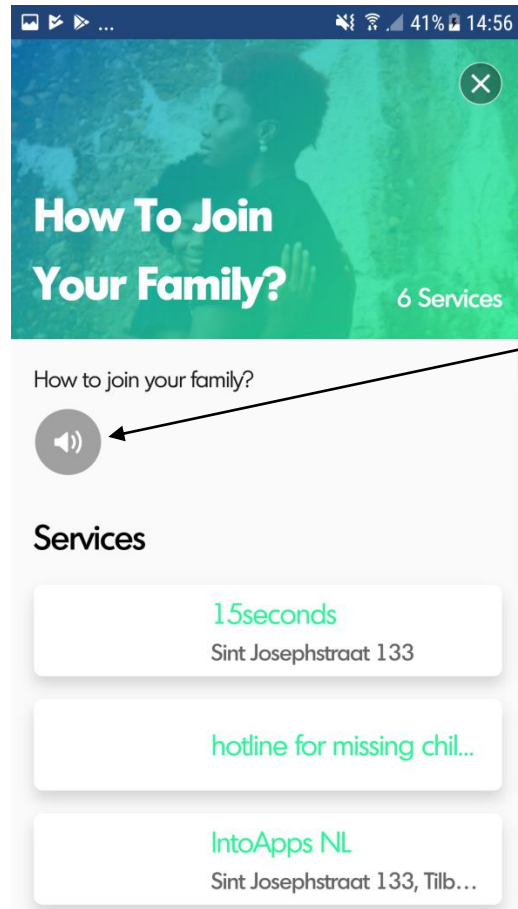 ... 41% 14:56
How To Join
Your Family?
6 Services
How to join your family?
Services
15seconds
Sint Josephstraat 133
hotline for missing chil...
IntoApps NL
Sint Josephstraat 133, Tilb...